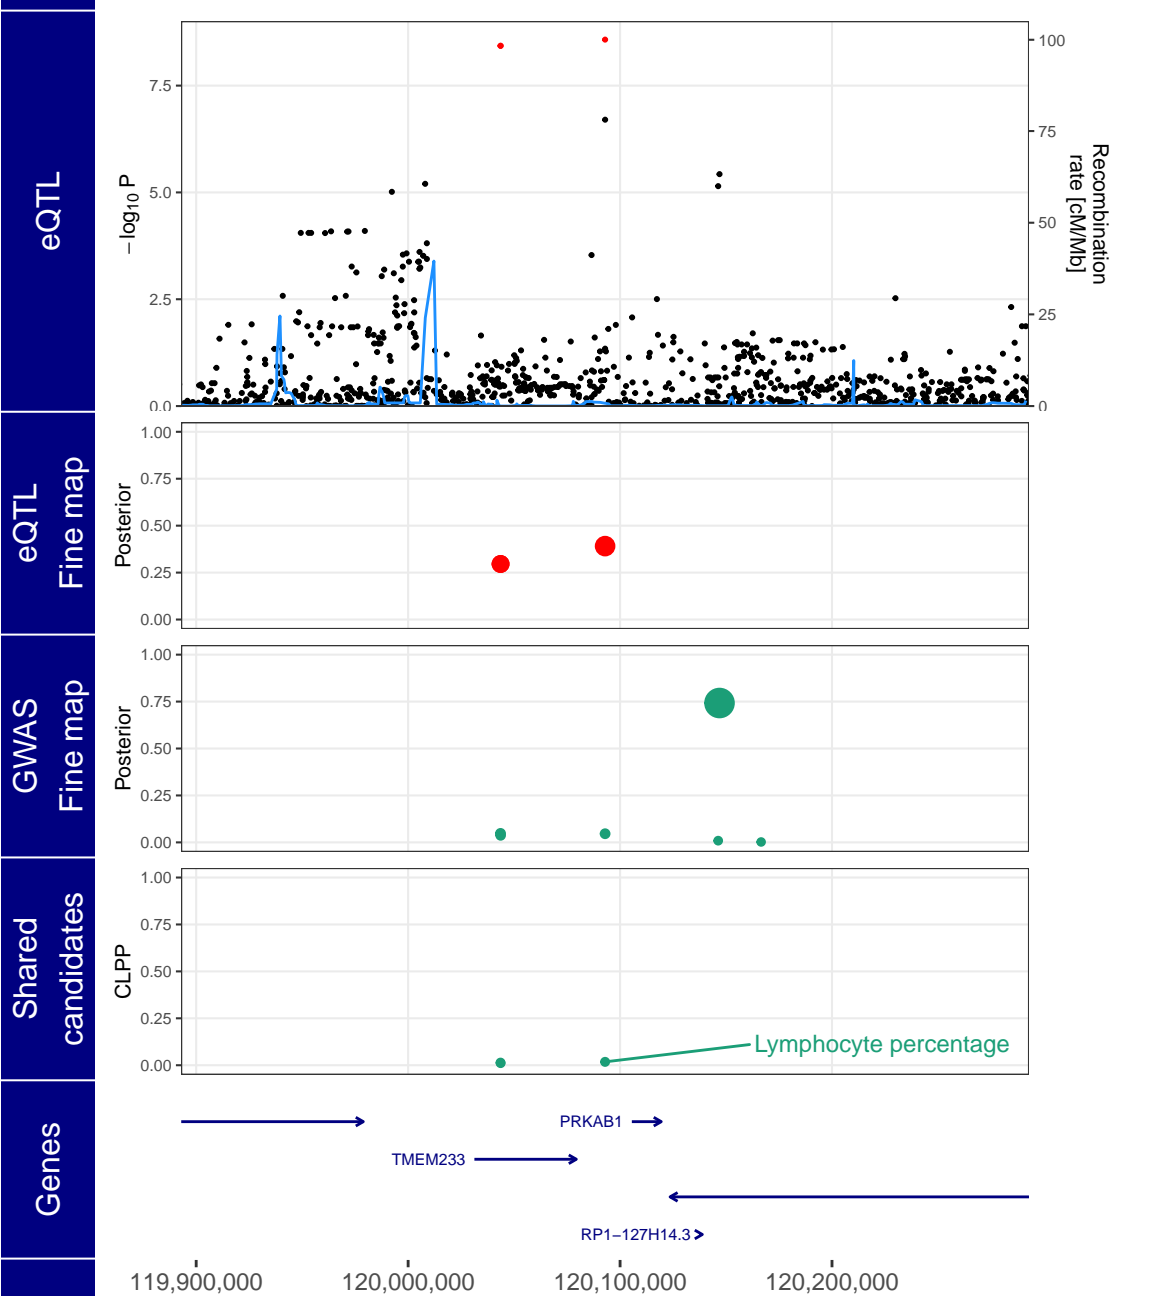 eQTL
−log10 P
7.5
5.0
2.5
0.0
100
75
50
25
0
Recombination
rate [cM/Mb]
eQTL
Fine map
Posterior
1.00
0.75
0.50
0.25
0.00
GWAS
Fine map
Posterior
1.00
0.75
0.50
0.25
0.00
Shared
candidates
CLPP
1.00
0.75
0.50
0.25
0.00
Lymphocyte percentage
Genes
PRKAB1
TMEM233
RP1−127H14.3
119,900,000 120,000,000 120,100,000 120,200,000